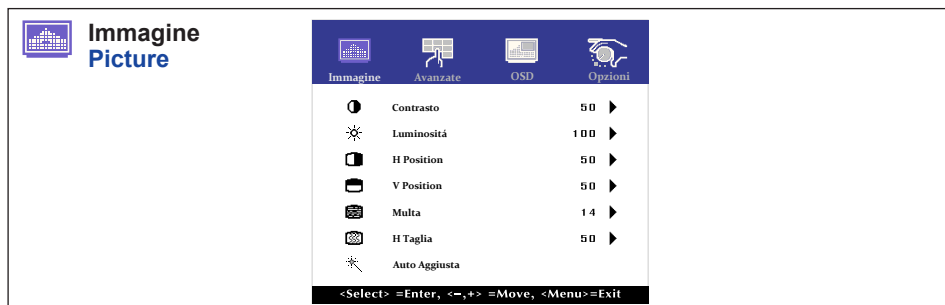 Immagine
Picture
Immagine Avanzate OSD Opzioni
Contrasto 50
Luminositá 100
H Position 50
V Position 50
Multa 14
H Taglia 50
Auto Aggiusta
<Select> =Enter, <−,+> =Move, <Menu>=Exit